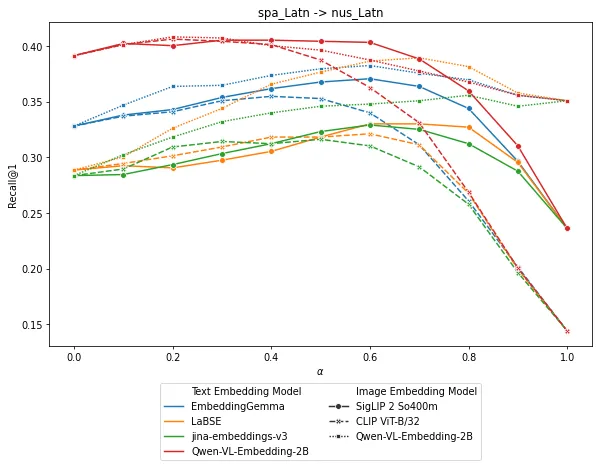 spa_Latn -> nus_Latn
0.40
0.35
0.30
0.25
0.20
0.15
Recall@1
0.0 0.2 0.4 0.6 0.8 1.0
α
Text Embedding Model Image Embedding Model
EmbeddingGemma SigLIP 2 So400m
LaBSE CLIP ViT-B/32
jina-embeddings-v3 Qwen-VL-Embedding-2B
Qwen-VL-Embedding-2B